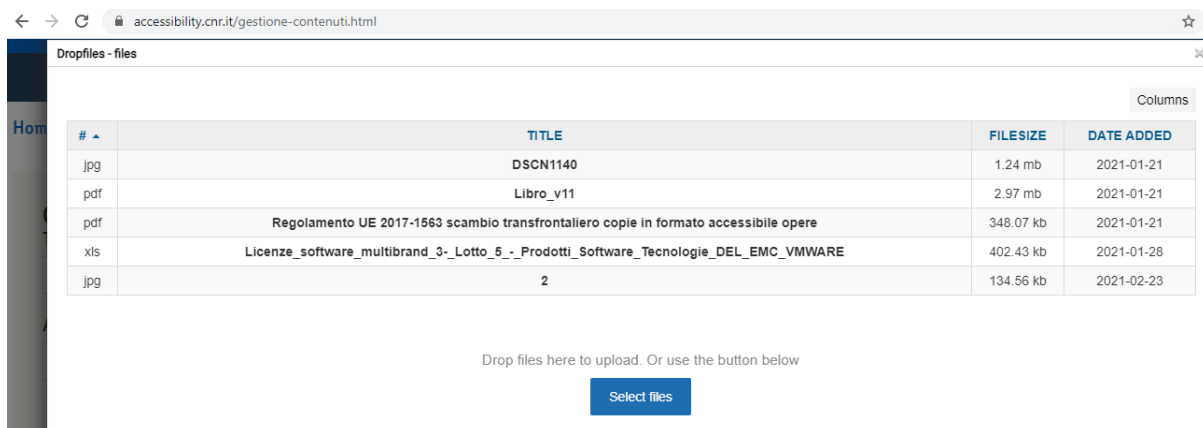 accessibility.cnr.it/gestione-contenuti.html
Dropfiles - files
Columns
Hom
# TITLE FILESIZE DATE ADDED
jpg DSCN1140 1.24 mb 2021-01-21
pdf Libro_v11 2.97 mb 2021-01-21
pdf Regolamento UE 2017-1563 scambio transfrontaliero copie in formato accessibile opere 348.07 kb 2021-01-21
xls Licenze_software_multibrand_3-_Lotto_5_-_Prodotti_Software_Tecnologie_DEL_EMC_VMWARE 402.43 kb 2021-01-28
jpg 2 134.56 kb 2021-02-23
Drop files here to upload. Or use the button below
Select files